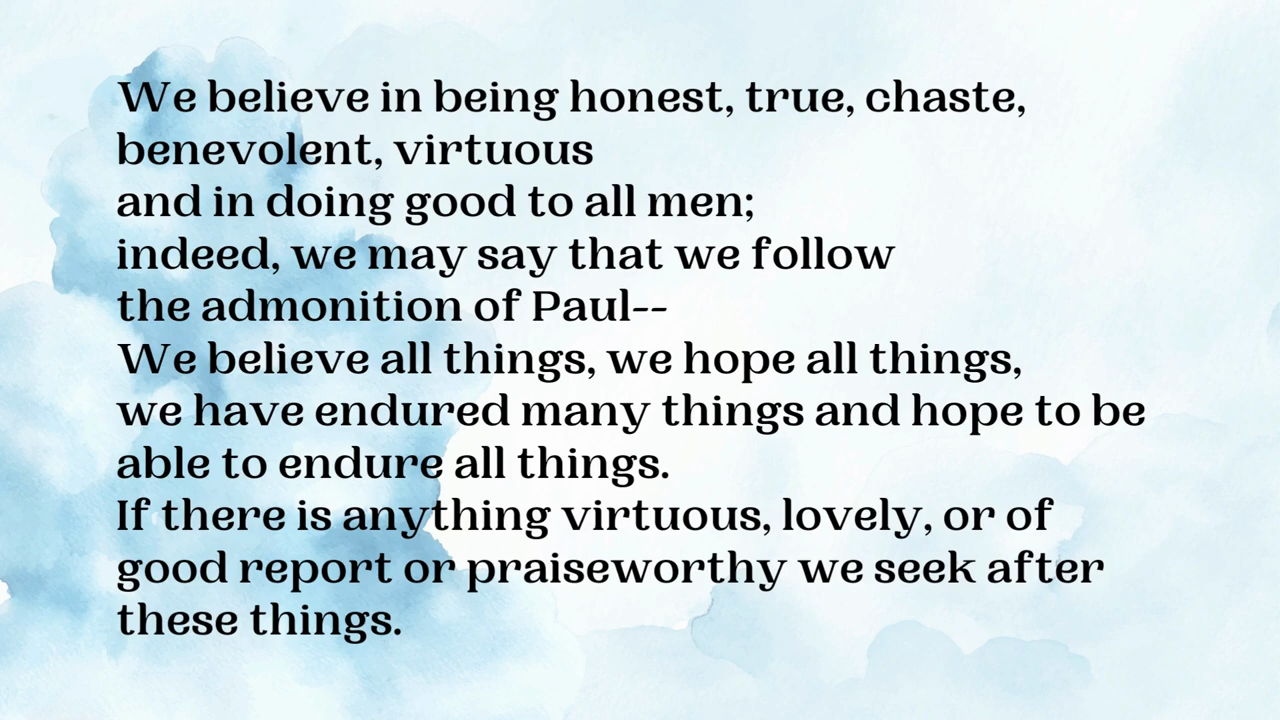 We believe in being honest, true, chaste,
benevolent, virtuous
and in doing good to all men;
indeed, we may say that we follow
the admonition of Paul--
We believe all things, we hope all things,
we have endured many things and hope to be
able to endure all things.
If there is anything virtuous, lovely, or of
good report or praiseworthy we seek after
these things.